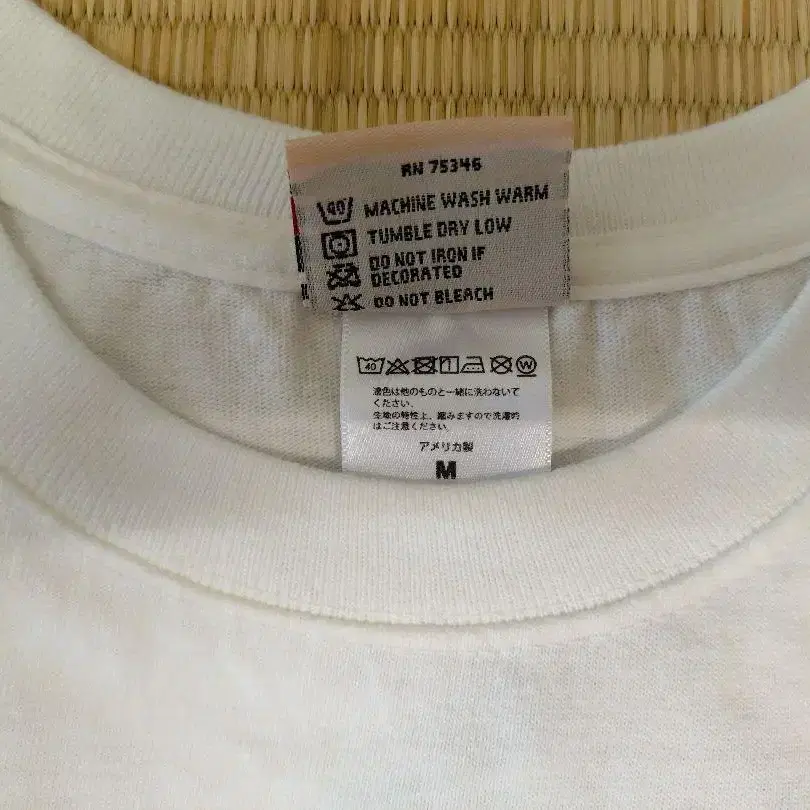 RN 75346
40 MACHINE WASH WARM
TUMBLE DRY LOW
DO NOT IRON IF
DECORATED
DO NOT BLEACH
40 W
濃色は他のものと一緒に洗わないで
ください。
生地の特性上、縮みますので洗濯時
はご注意ください。
アメリカ製
M